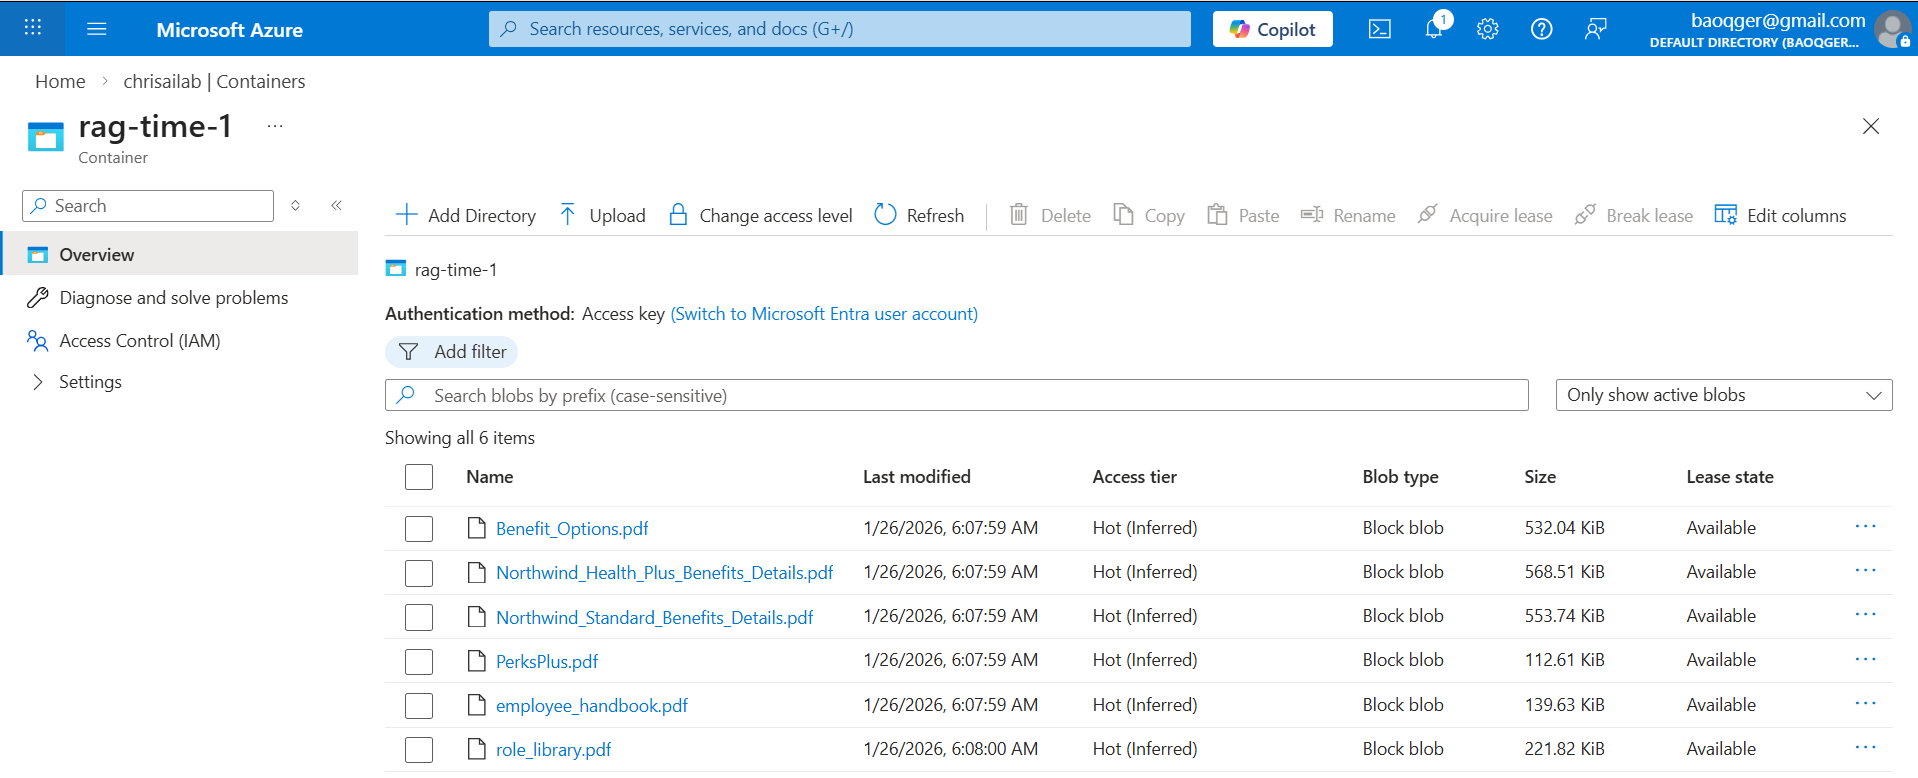 Microsoft Azure
Search resources, services, and docs (G+/)
Copilot
1
baoqger@gmail.com
DEFAULT DIRECTORY (BAOQGER...
Home > chrisailab | Containers
rag-time-1 ...
Container
Search
Overview
Diagnose and solve problems
Access Control (IAM)
Settings
Add Directory Upload Change access level Refresh Delete Copy Paste Rename Acquire lease Break lease Edit columns
rag-time-1
Authentication method: Access key (Switch to Microsoft Entra user account)
Add filter
Search blobs by prefix (case-sensitive) Only show active blobs
Showing all 6 items
Name Last modified Access tier Blob type Size Lease state
Benefit_Options.pdf 1/26/2026, 6:07:59 AM Hot (Inferred) Block blob 532.04 KiB Available ...
Northwind_Health_Plus_Benefits_Details.pdf 1/26/2026, 6:07:59 AM Hot (Inferred) Block blob 568.51 KiB Available ...
Northwind_Standard_Benefits_Details.pdf 1/26/2026, 6:07:59 AM Hot (Inferred) Block blob 553.74 KiB Available ...
PerksPlus.pdf 1/26/2026, 6:07:59 AM Hot (Inferred) Block blob 112.61 KiB Available ...
employee_handbook.pdf 1/26/2026, 6:07:59 AM Hot (Inferred) Block blob 139.63 KiB Available ...
role_library.pdf 1/26/2026, 6:08:00 AM Hot (Inferred) Block blob 221.82 KiB Available ...